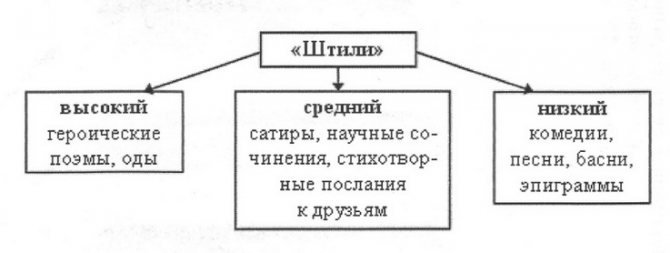 «Штили»
высокий
героические
поэмы, оды
средний
сатиры, научные со-
чинения, стихотвор-
ные послания
к друзьям
низкий
комедии,
песни, басни,
эпиграммы